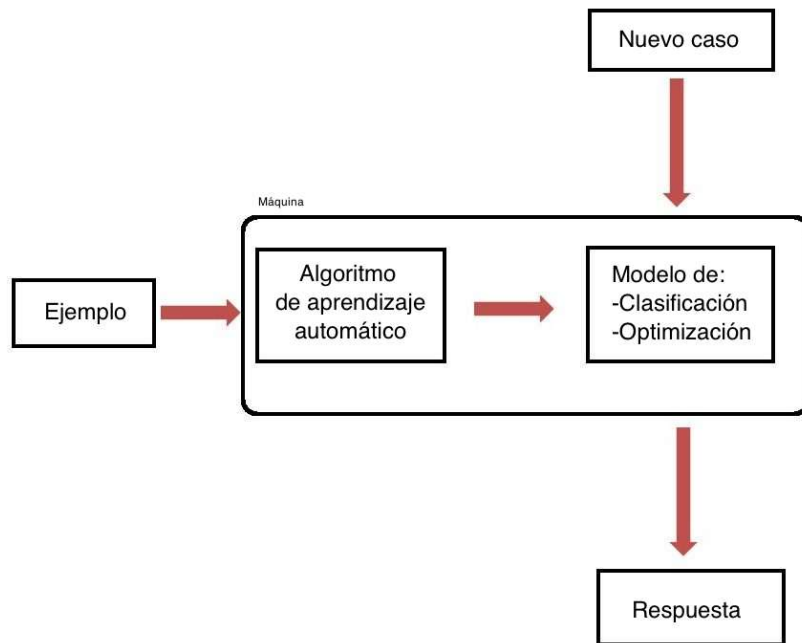 Nuevo caso
Máquina
Ejemplo
Algoritmo
de aprendizaje
automático
Modelo de:
-Clasificación
-Optimización
Respuesta